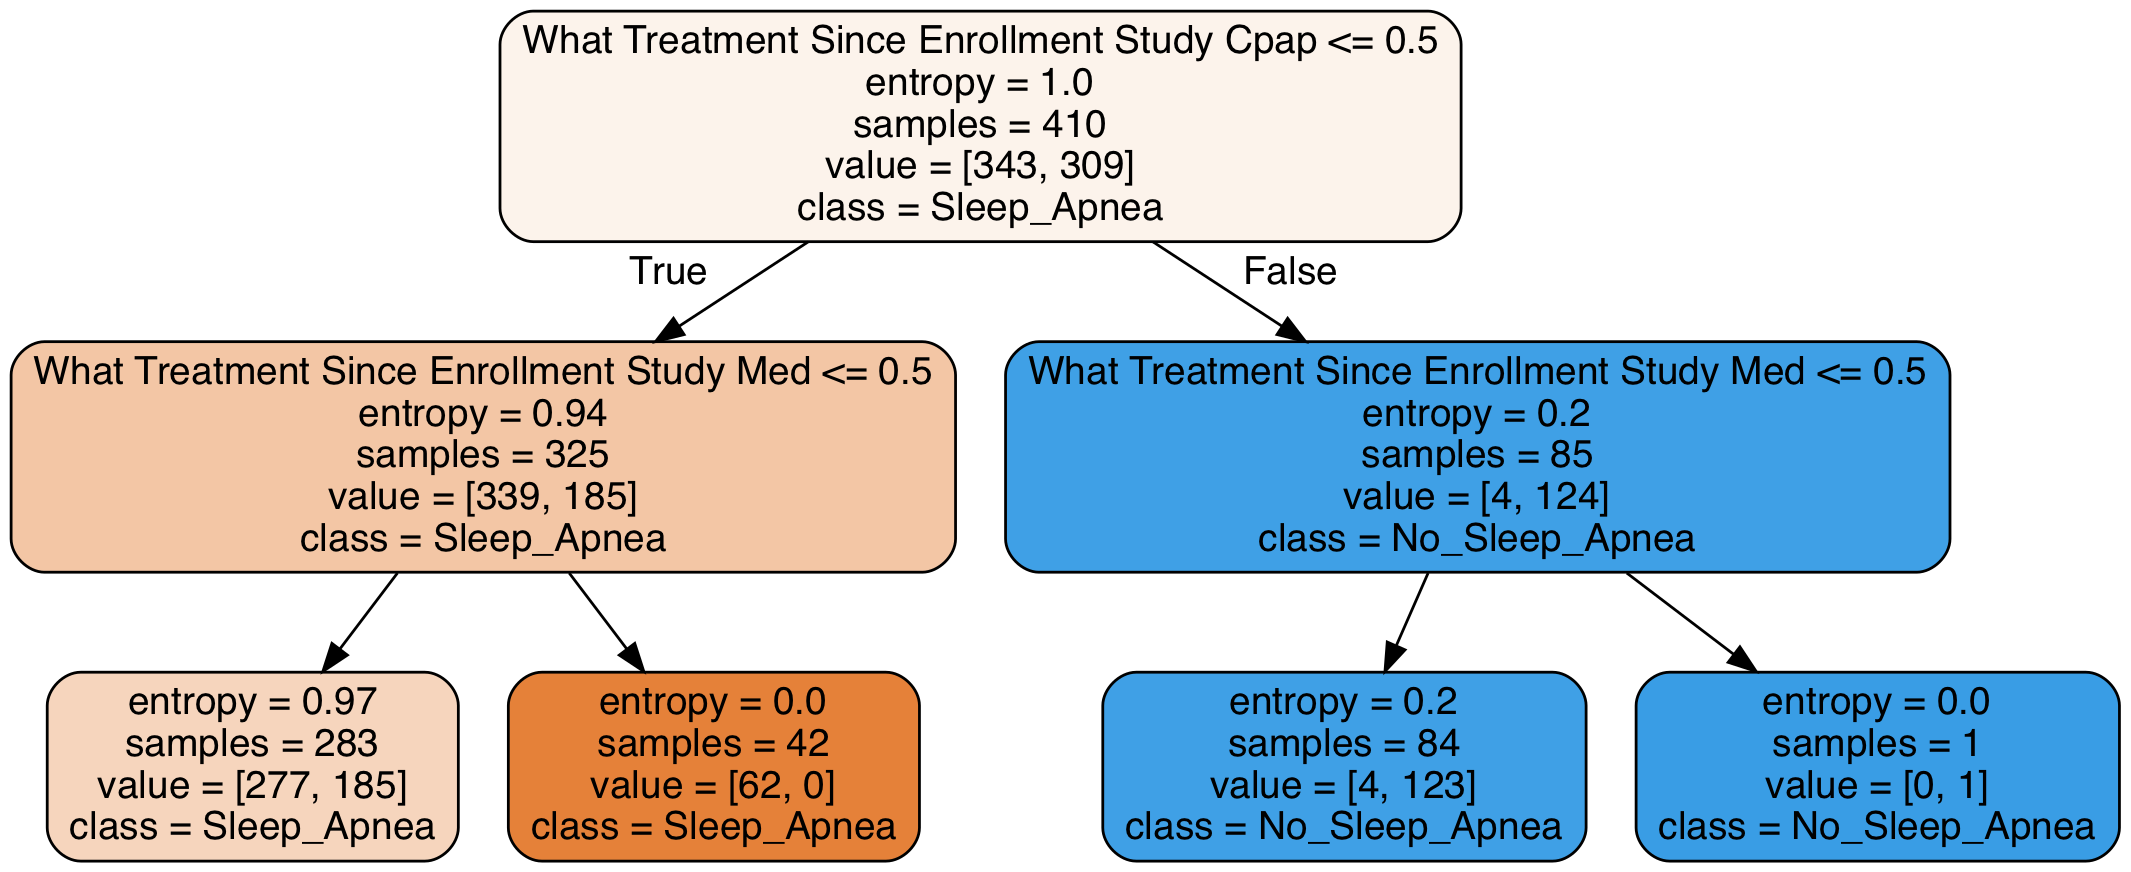 What Treatment Since Enrollment Study Cpap <= 0.5
entropy = 1.0
samples = 410
value = [343, 309]
class = Sleep_Apnea
True
False
What Treatment Since Enrollment Study Med <= 0.5
entropy = 0.94
samples = 325
value = [339, 185]
class = Sleep_Apnea
What Treatment Since Enrollment Study Med <= 0.5
entropy = 0.2
samples = 85
value = [4, 124]
class = No_Sleep_Apnea
entropy = 0.97
samples = 283
value = [277, 185]
class = Sleep_Apnea
entropy = 0.0
samples = 42
value = [62, 0]
class = Sleep_Apnea
entropy = 0.2
samples = 84
value = [4, 123]
class = No_Sleep_Apnea
entropy = 0.0
samples = 1
value = [0, 1]
class = No_Sleep_Apnea